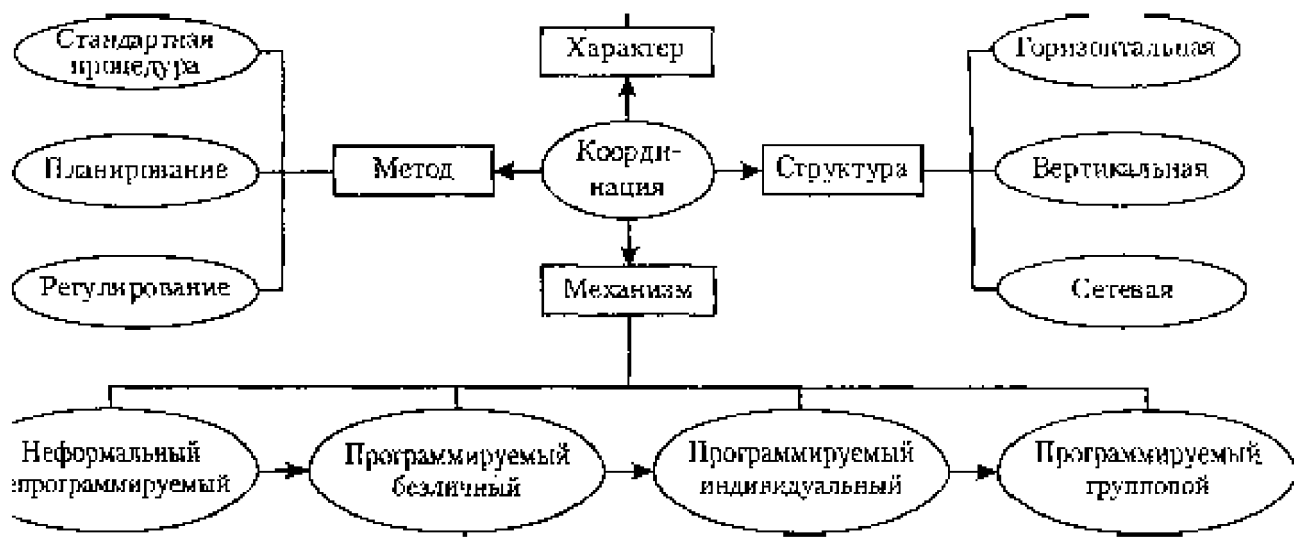 Стандартная
процедура
Характер
Горизонтальная
Планирование
Метод
Коорди-
нация
Структура
Вертикальная
Регулирование
Механизм
Сетевая
Неформальный
епрограммируемый
Программируемый
безличный
Программируемый
индивидуальный
Программируемый
групповой